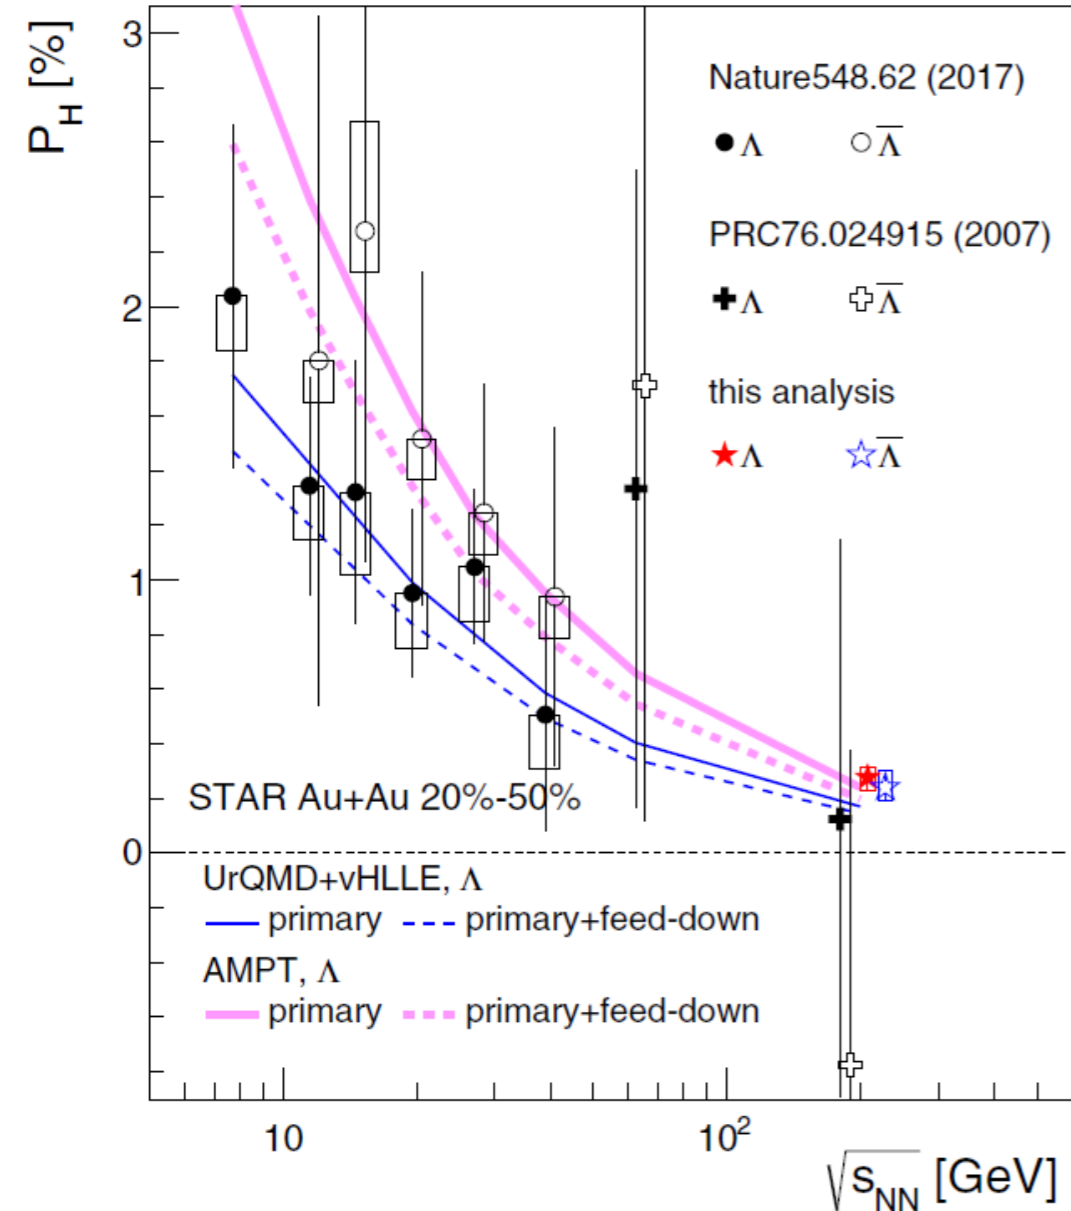 P_H [%]
3
2
1
0
Nature548.62 (2017)
Λ Λ̅
PRC76.024915 (2007)
Λ Λ̅
this analysis
Λ Λ̅
STAR Au+Au 20%-50%
UrQMD+vHLLE, Λ
primary primary+feed-down
AMPT, Λ
primary primary+feed-down
10 10²
√s_NN [GeV]